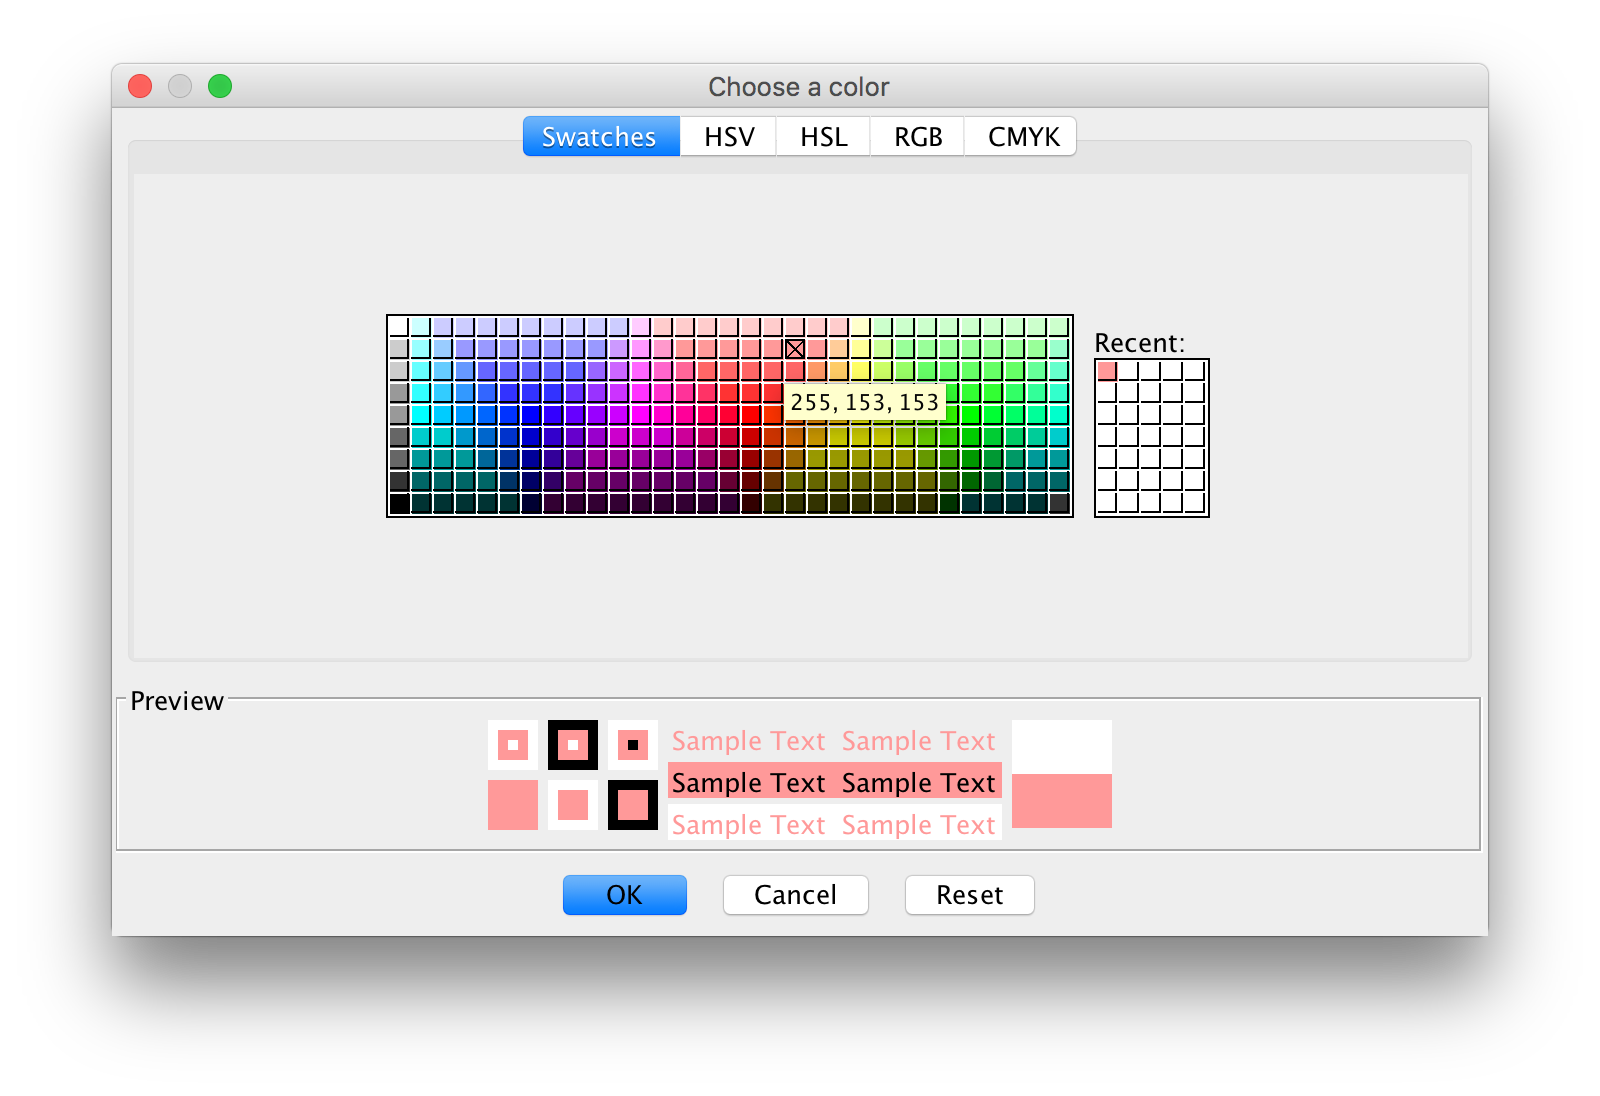 Choose a color
Swatches HSV HSL RGB CMYK
Recent:
255, 153, 153
Preview
Sample Text Sample Text
Sample Text Sample Text
Sample Text Sample Text
OK Cancel Reset